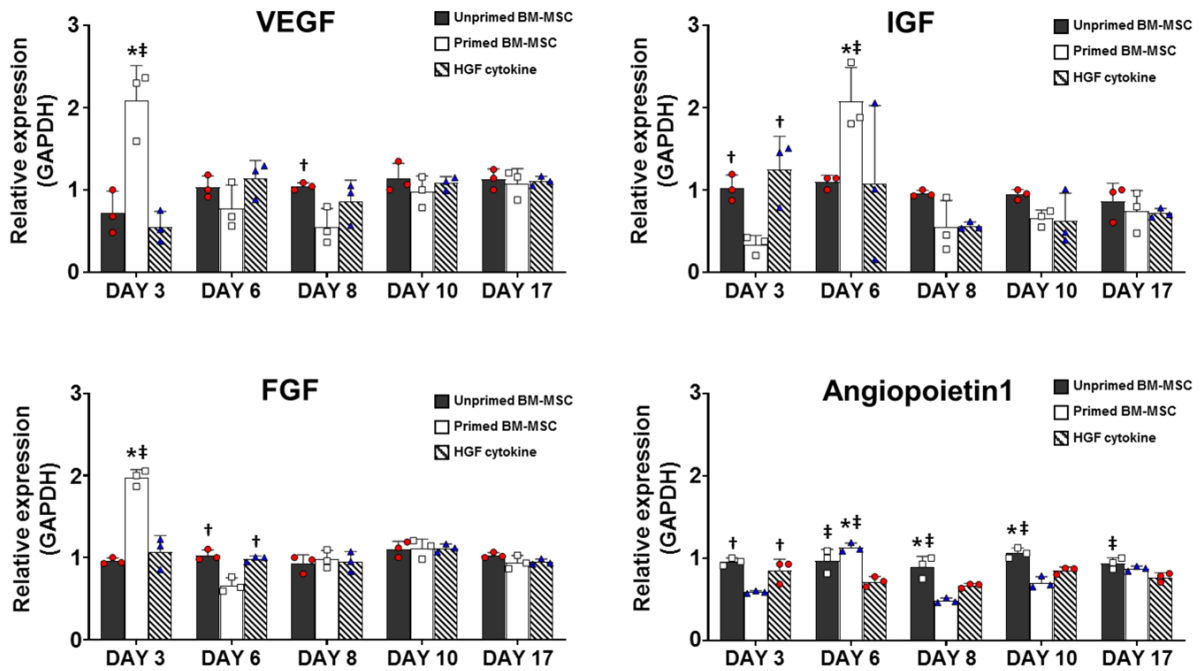 VEGF
Unprimed BM-MSC
Primed BM-MSC
HGF cytokine
Relative expression
(GAPDH)
3
2
1
0
*‡
†
DAY 3 DAY 6 DAY 8 DAY 10 DAY 17
IGF
Unprimed BM-MSC
Primed BM-MSC
HGF cytokine
Relative expression
(GAPDH)
3
2
1
0
† † *‡
DAY 3 DAY 6 DAY 8 DAY 10 DAY 17
FGF
Unprimed BM-MSC
Primed BM-MSC
HGF cytokine
Relative expression
(GAPDH)
3
2
1
0
*‡
† †
DAY 3 DAY 6 DAY 8 DAY 10 DAY 17
Angiopoietin1
Unprimed BM-MSC
Primed BM-MSC
HGF cytokine
Relative expression
(GAPDH)
3
2
1
0
† † ‡ *‡ *‡ *‡ ‡
DAY 3 DAY 6 DAY 8 DAY 10 DAY 17